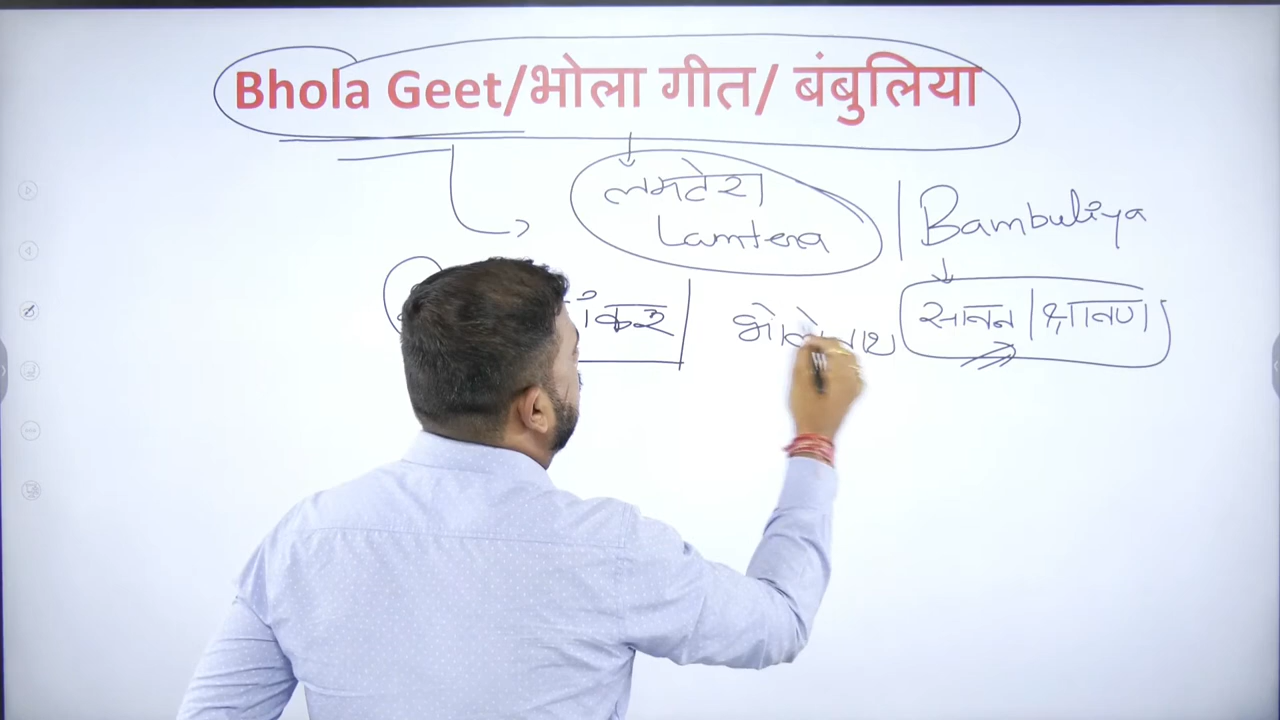 Bhola Geet/भोला गीत/ बंबुलिया
लमटेरा
Lamtera
Bambuliya
सावन | श्रावण